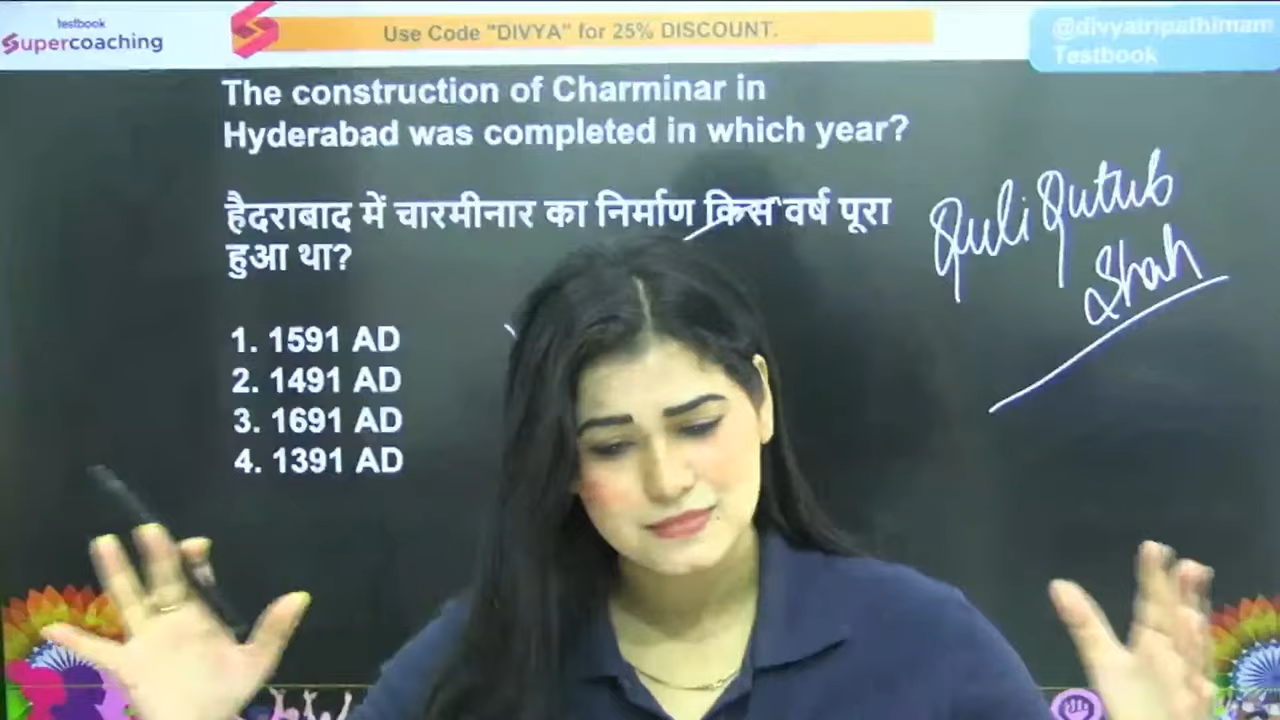 testbook
Supercoaching
Use Code "DIVYA" for 25% DISCOUNT.
@divyatripathimam
Testbook
The construction of Charminar in
Hyderabad was completed in which year?
हैदराबाद में चारमीनार का निर्माण किस वर्ष पूरा
हुआ था?
1. 1591 AD
2. 1491 AD
3. 1691 AD
4. 1391 AD
Quli Qutub
Shah